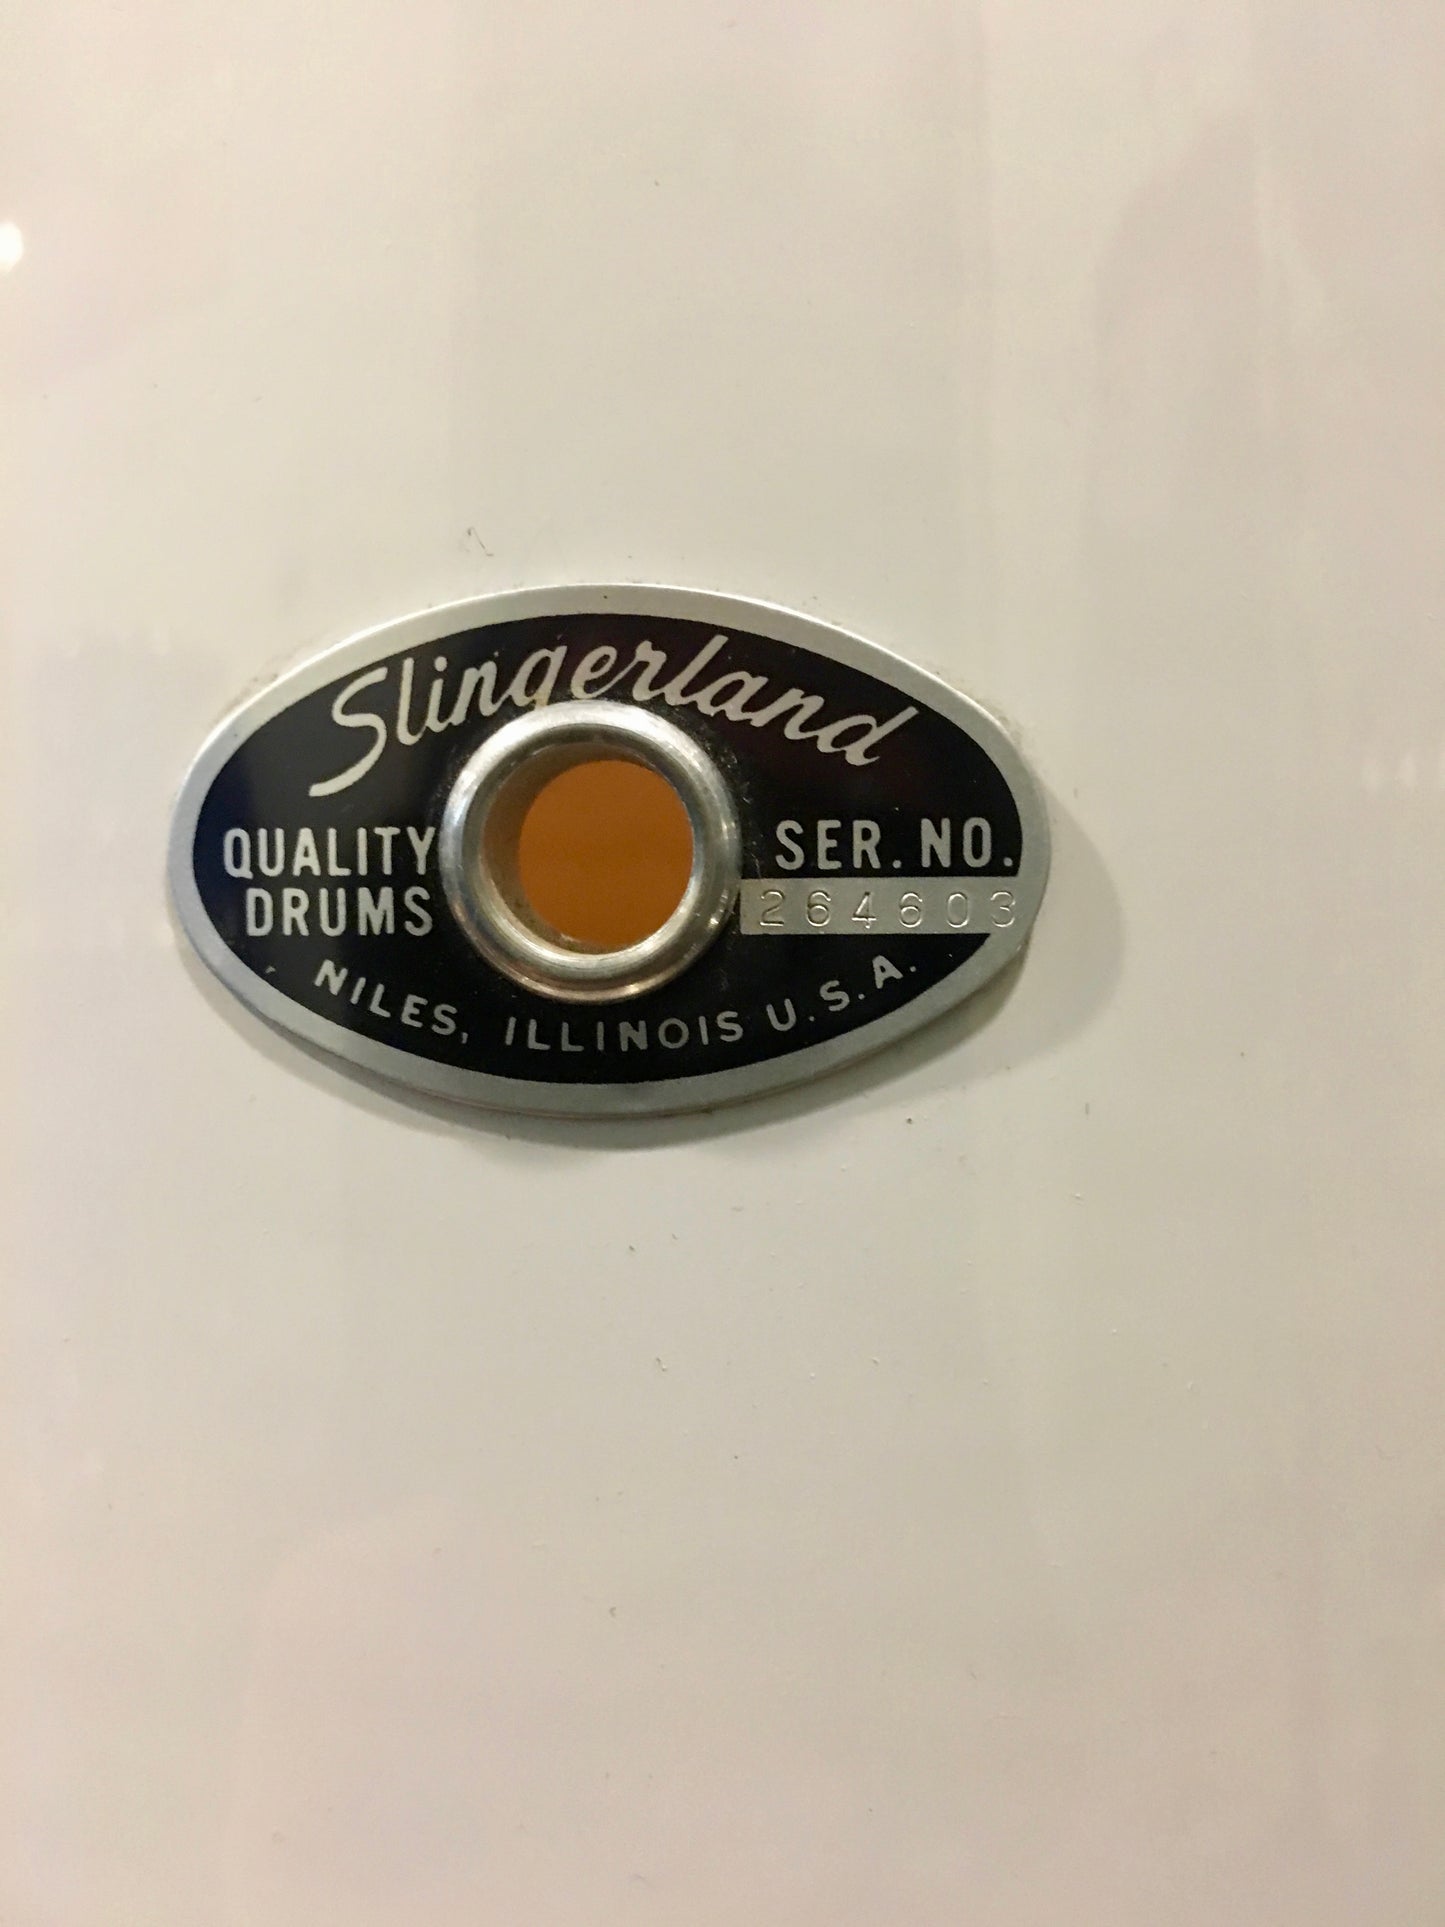 Slingerland
QUALITY
DRUMS
SER. NO.
264603
NILES, ILLINOIS U.S.A.